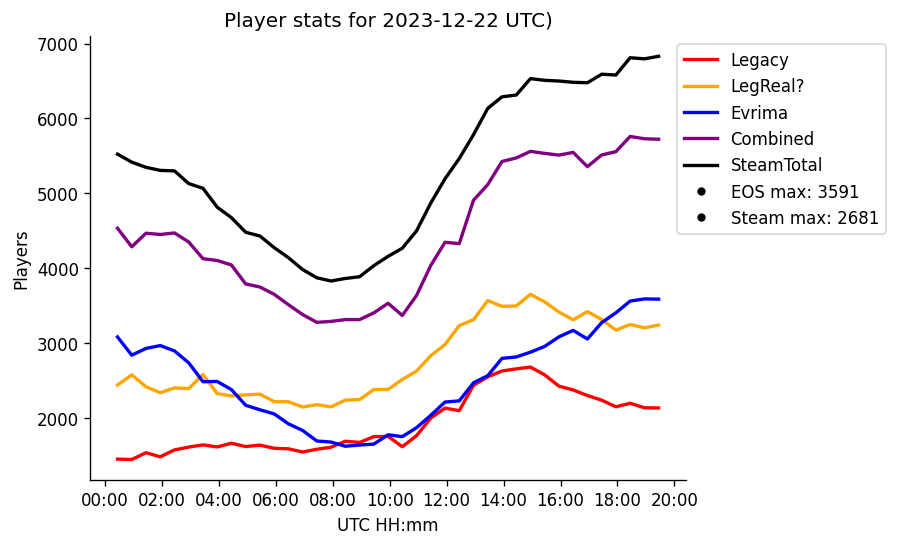 Player stats for 2023-12-22 UTC)
7000
6000
5000
4000
3000
2000
Players
00:00 02:00 04:00 06:00 08:00 10:00 12:00 14:00 16:00 18:00 20:00
UTC HH:mm
Legacy
LegReal?
Evrima
Combined
SteamTotal
EOS max: 3591
Steam max: 2681